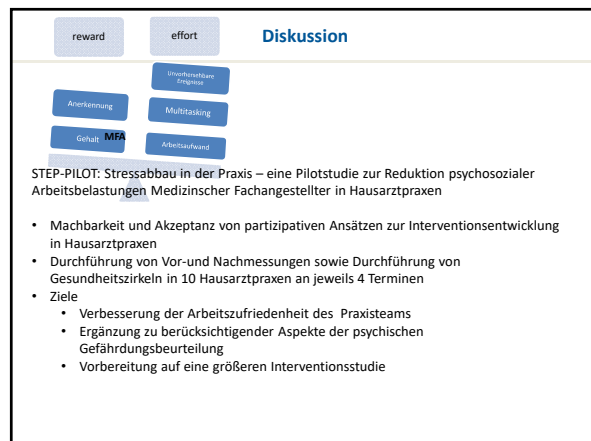 reward
effort
Diskussion
Unvorhersehbare
Ereignisse
Anerkennung
Multitasking
Gehalt
MFA
Arbeitsaufwand
STEP-PILOT: Stressabbau in der Praxis – eine Pilotstudie zur Reduktion psychosozialer
Arbeitsbelastungen Medizinscher Fachangestellter in Hausarztpraxen
• Machbarkeit und Akzeptanz von partizipativen Ansätzen zur Interventionsentwicklung
in Hausarztpraxen
• Durchführung von Vor-und Nachmessungen sowie Durchführung von
Gesundheitszirkeln in 10 Hausarztpraxen an jeweils 4 Terminen
• Ziele
• Verbesserung der Arbeitszufriedenheit des Praxisteams
• Ergänzung zu berücksichtigender Aspekte der psychischen
Gefährdungsbeurteilung
• Vorbereitung auf eine größeren Interventionsstudie